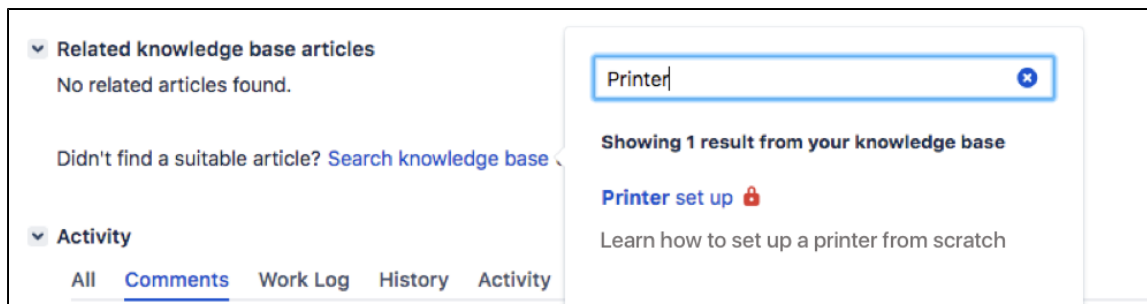 Related knowledge base articles
No related articles found.
Didn't find a suitable article? Search knowledge base
Activity
All Comments Work Log History Activity
Printer
Showing 1 result from your knowledge base
Printer set up
Learn how to set up a printer from scratch